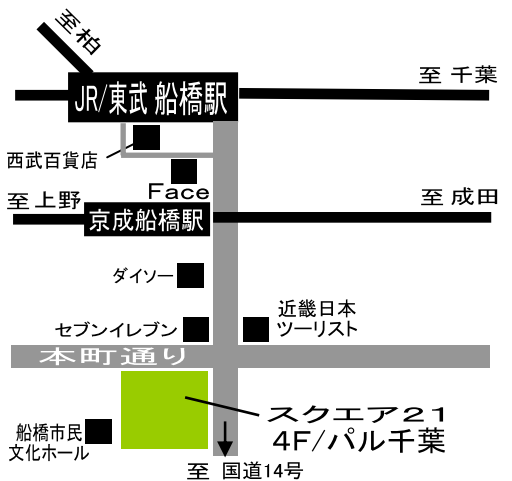 至柏
至 千葉
JR/東武 船橋駅
西武百貨店
Face
至 上野
至 成田
京成船橋駅
ダイソー
近畿日本
ツーリスト
セブンイレブン
本町通り
スクエア21
4F/パル千葉
船橋市民
文化ホール
至 国道14号